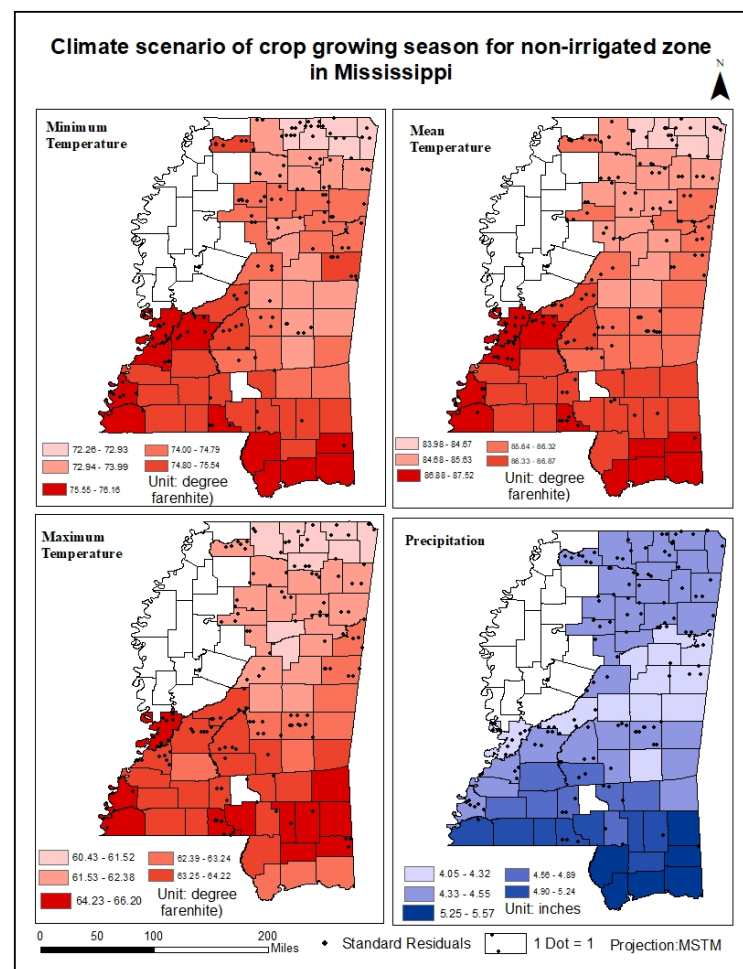 Climate scenario of crop growing season for non-irrigated zone
in Mississippi
N
Minimum
Temperature
72.26 - 72.93
74.00 - 74.79
72.94 - 73.99
74.80 - 75.54
75.55 - 76.16
Unit: degree
farenhite)
Mean
Temperature
83.98 - 84.67
85.64 - 86.32
84.68 - 85.63
86.33 - 86.87
86.88 - 87.52
Unit: degree
farenhite)
Maximum
Temperature
60.43 - 61.52
62.39 - 63.24
61.53 - 62.38
63.25 - 64.22
64.23 - 66.20
Unit: degree
farenhite)
Precipitation
4.05 - 4.32
4.56 - 4.89
4.33 - 4.55
4.90 - 5.24
5.25 - 5.57
Unit: inches
0 50 100 200
Miles
Standard Residuals
1 Dot = 1
Projection:MSTM